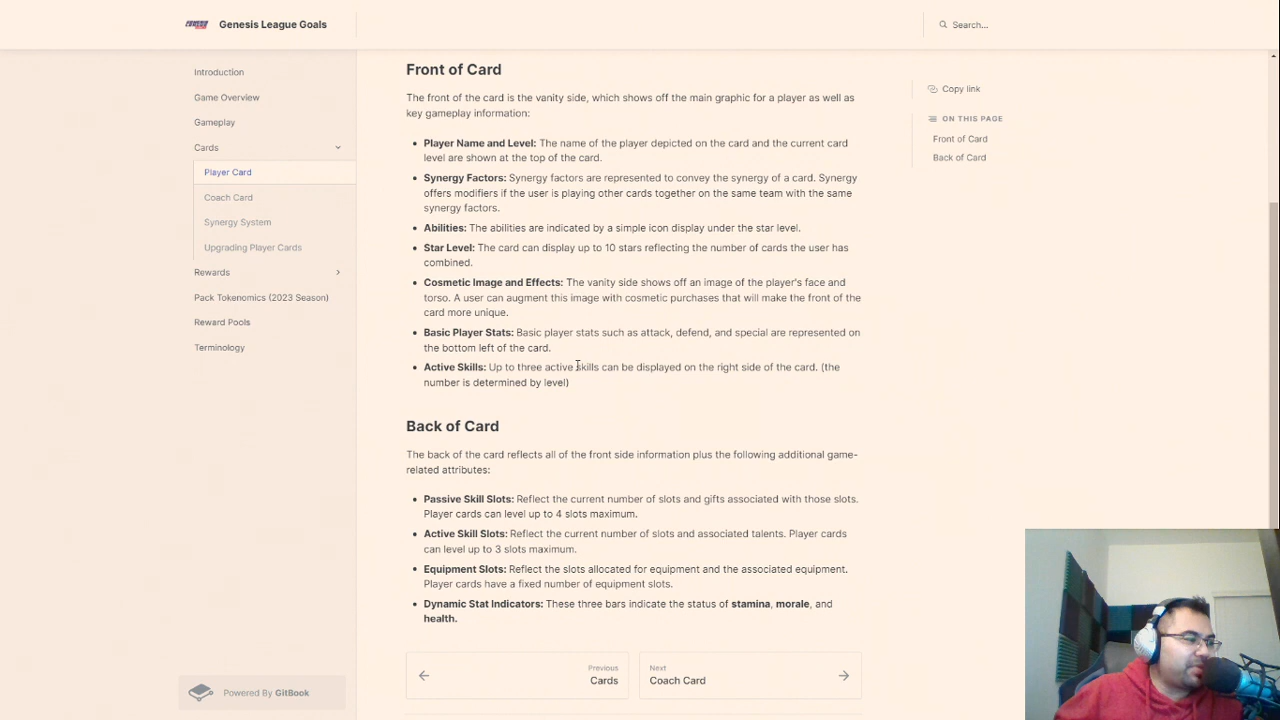 Genesis League Goals
Search...
Introduction
Game Overview
Gameplay
Cards
Player Card
Coach Card
Synergy System
Upgrading Player Cards
Rewards
Pack Tokenomics (2023 Season)
Reward Pools
Terminology
Powered By GitBook
Front of Card
The front of the card is the vanity side, which shows off the main graphic for a player as well as
key gameplay information:
• Player Name and Level: The name of the player depicted on the card and the current card
level are shown at the top of the card.
• Synergy Factors: Synergy factors are represented to convey the synergy of a card. Synergy
offers modifiers if the user is playing other cards together on the same team with the same
synergy factors.
• Abilities: The abilities are indicated by a simple icon display under the star level.
• Star Level: The card can display up to 10 stars reflecting the number of cards the user has
combined.
• Cosmetic Image and Effects: The vanity side shows off an image of the player's face and
torso. A user can augment this image with cosmetic purchases that will make the front of the
card more unique.
• Basic Player Stats: Basic player stats such as attack, defend, and special are represented on
the bottom left of the card.
• Active Skills: Up to three active skills can be displayed on the right side of the card. (the
number is determined by level)
Back of Card
The back of the card reflects all of the front side information plus the following additional game-
related attributes:
• Passive Skill Slots: Reflect the current number of slots and gifts associated with those slots.
Player cards can level up to 4 slots maximum.
• Active Skill Slots: Reflect the current number of slots and associated talents. Player cards
can level up to 3 slots maximum.
• Equipment Slots: Reflect the slots allocated for equipment and the associated equipment.
Player cards have a fixed number of equipment slots.
• Dynamic Stat Indicators: These three bars indicate the status of stamina, morale, and
health.
Previous
Cards
Next
Coach Card
Copy link
ON THIS PAGE
Front of Card
Back of Card